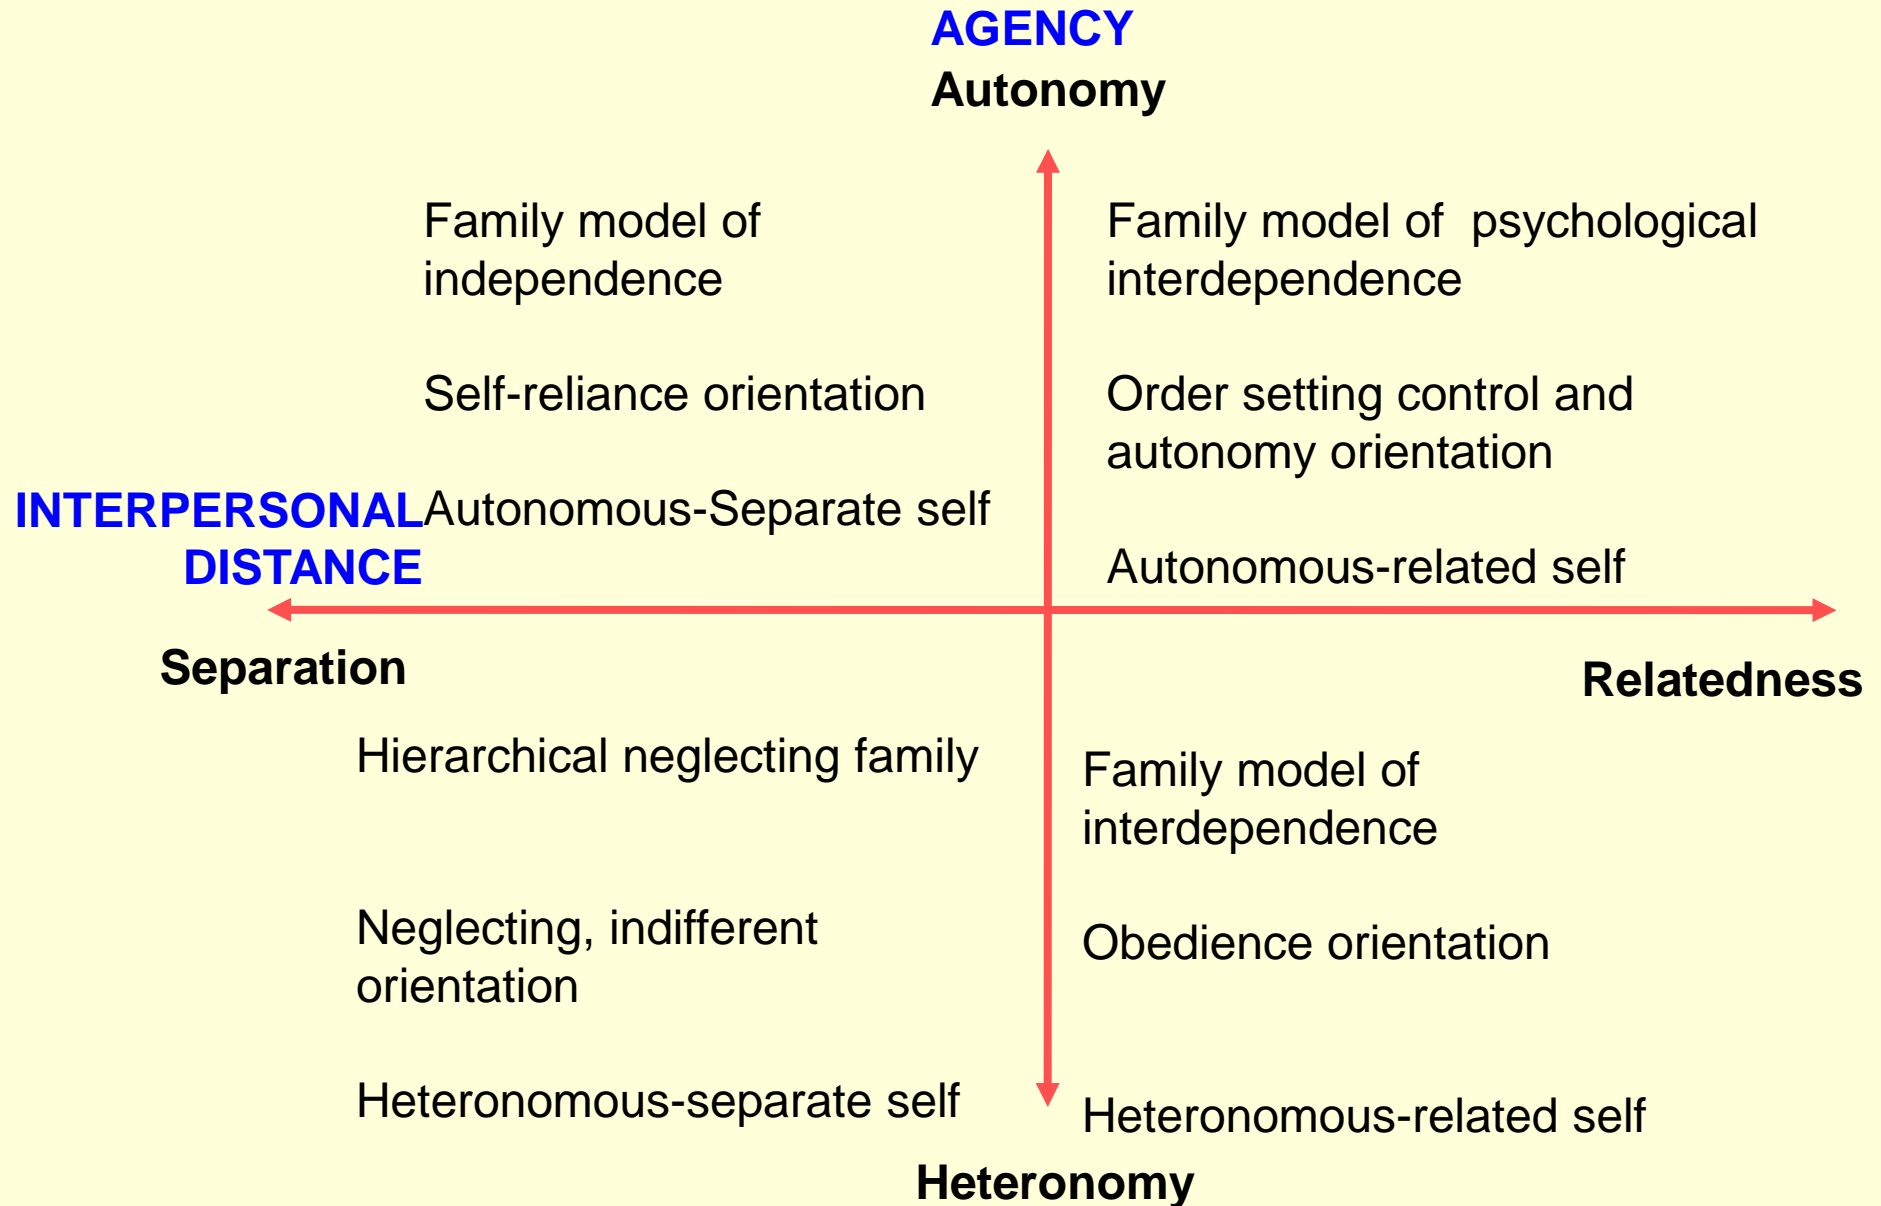 AGENCY
Autonomy
Family model of
independence
Self-reliance orientation
Autonomous-Separate self
Family model of  psychological
interdependence
Order setting control and
autonomy orientation
Autonomous-related self
INTERPERSONAL
DISTANCE
Separation
Relatedness
Hierarchical neglecting family
Neglecting, indifferent
orientation
Heteronomous-separate self
Family model of
interdependence
Obedience orientation
Heteronomous-related self
Heteronomy